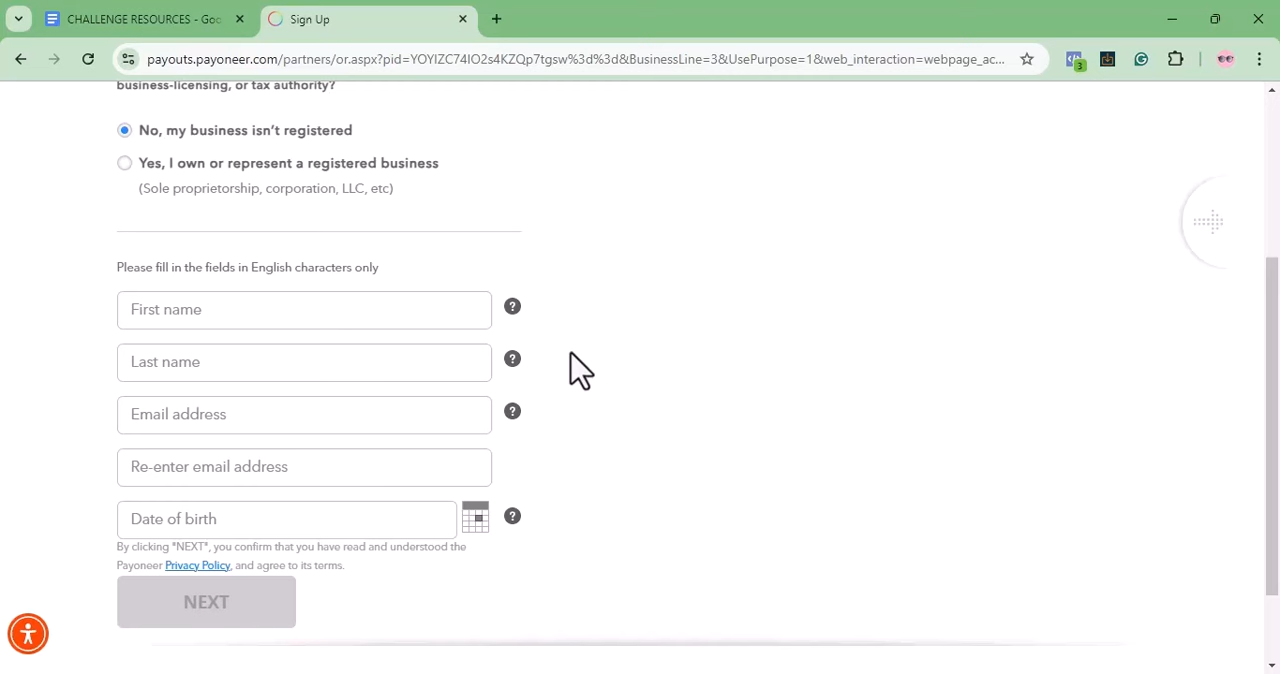 CHALLENGE RESOURCES - Goo
Sign Up
payouts.payoneer.com/partners/or.aspx?pid=YOYIZC74IO2s4KZQp7tgsw%3d%3d&BusinessLine=3&UsePurpose=1&web_interaction=webpage_ac...
3
business-licensing, or tax authority?
No, my business isn't registered
Yes, I own or represent a registered business
(Sole proprietorship, corporation, LLC, etc)
Please fill in the fields in English characters only
First name
?
Last name
?
Email address
?
Re-enter email address
Date of birth
?
By clicking "NEXT", you confirm that you have read and understood the
Payoneer Privacy Policy, and agree to its terms.
NEXT